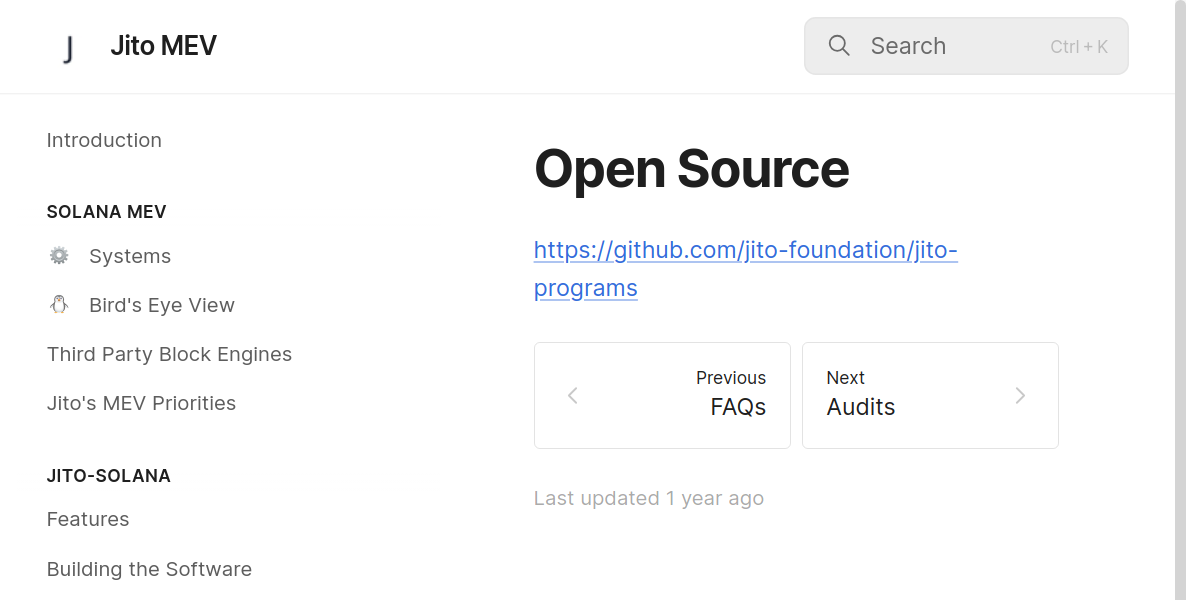 Jito MEV
Search
Ctrl + K
Introduction
SOLANA MEV
Systems
Bird's Eye View
Third Party Block Engines
Jito's MEV Priorities
JITO-SOLANA
Features
Building the Software
Open Source
https://github.com/jito-foundation/jito-
programs
Previous
FAQs
Next
Audits
Last updated 1 year ago